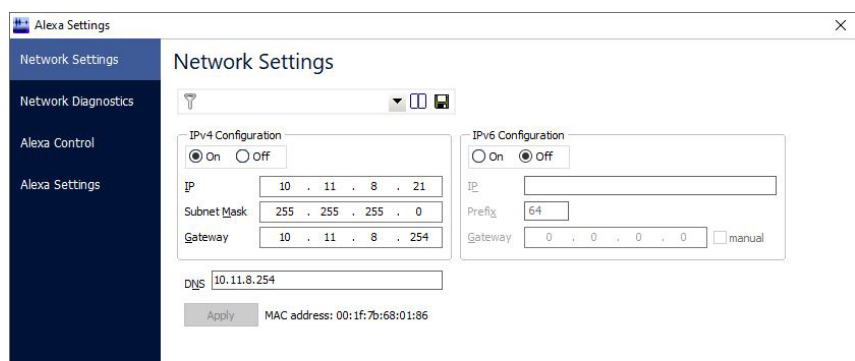 Alexa Settings
Network Settings
Network Diagnostics
Alexa Control
Alexa Settings
Network Settings
IPv4 Configuration
On Off
IP 10 . 11 . 8 . 21
Subnet Mask 255 . 255 . 255 . 0
Gateway 10 . 11 . 8 . 254
IPv6 Configuration
On Off
IP
Prefix 64
Gateway 0 . 0 . 0 . 0 manual
DNS 10.11.8.254
Apply MAC address: 00:1f:7b:68:01:86